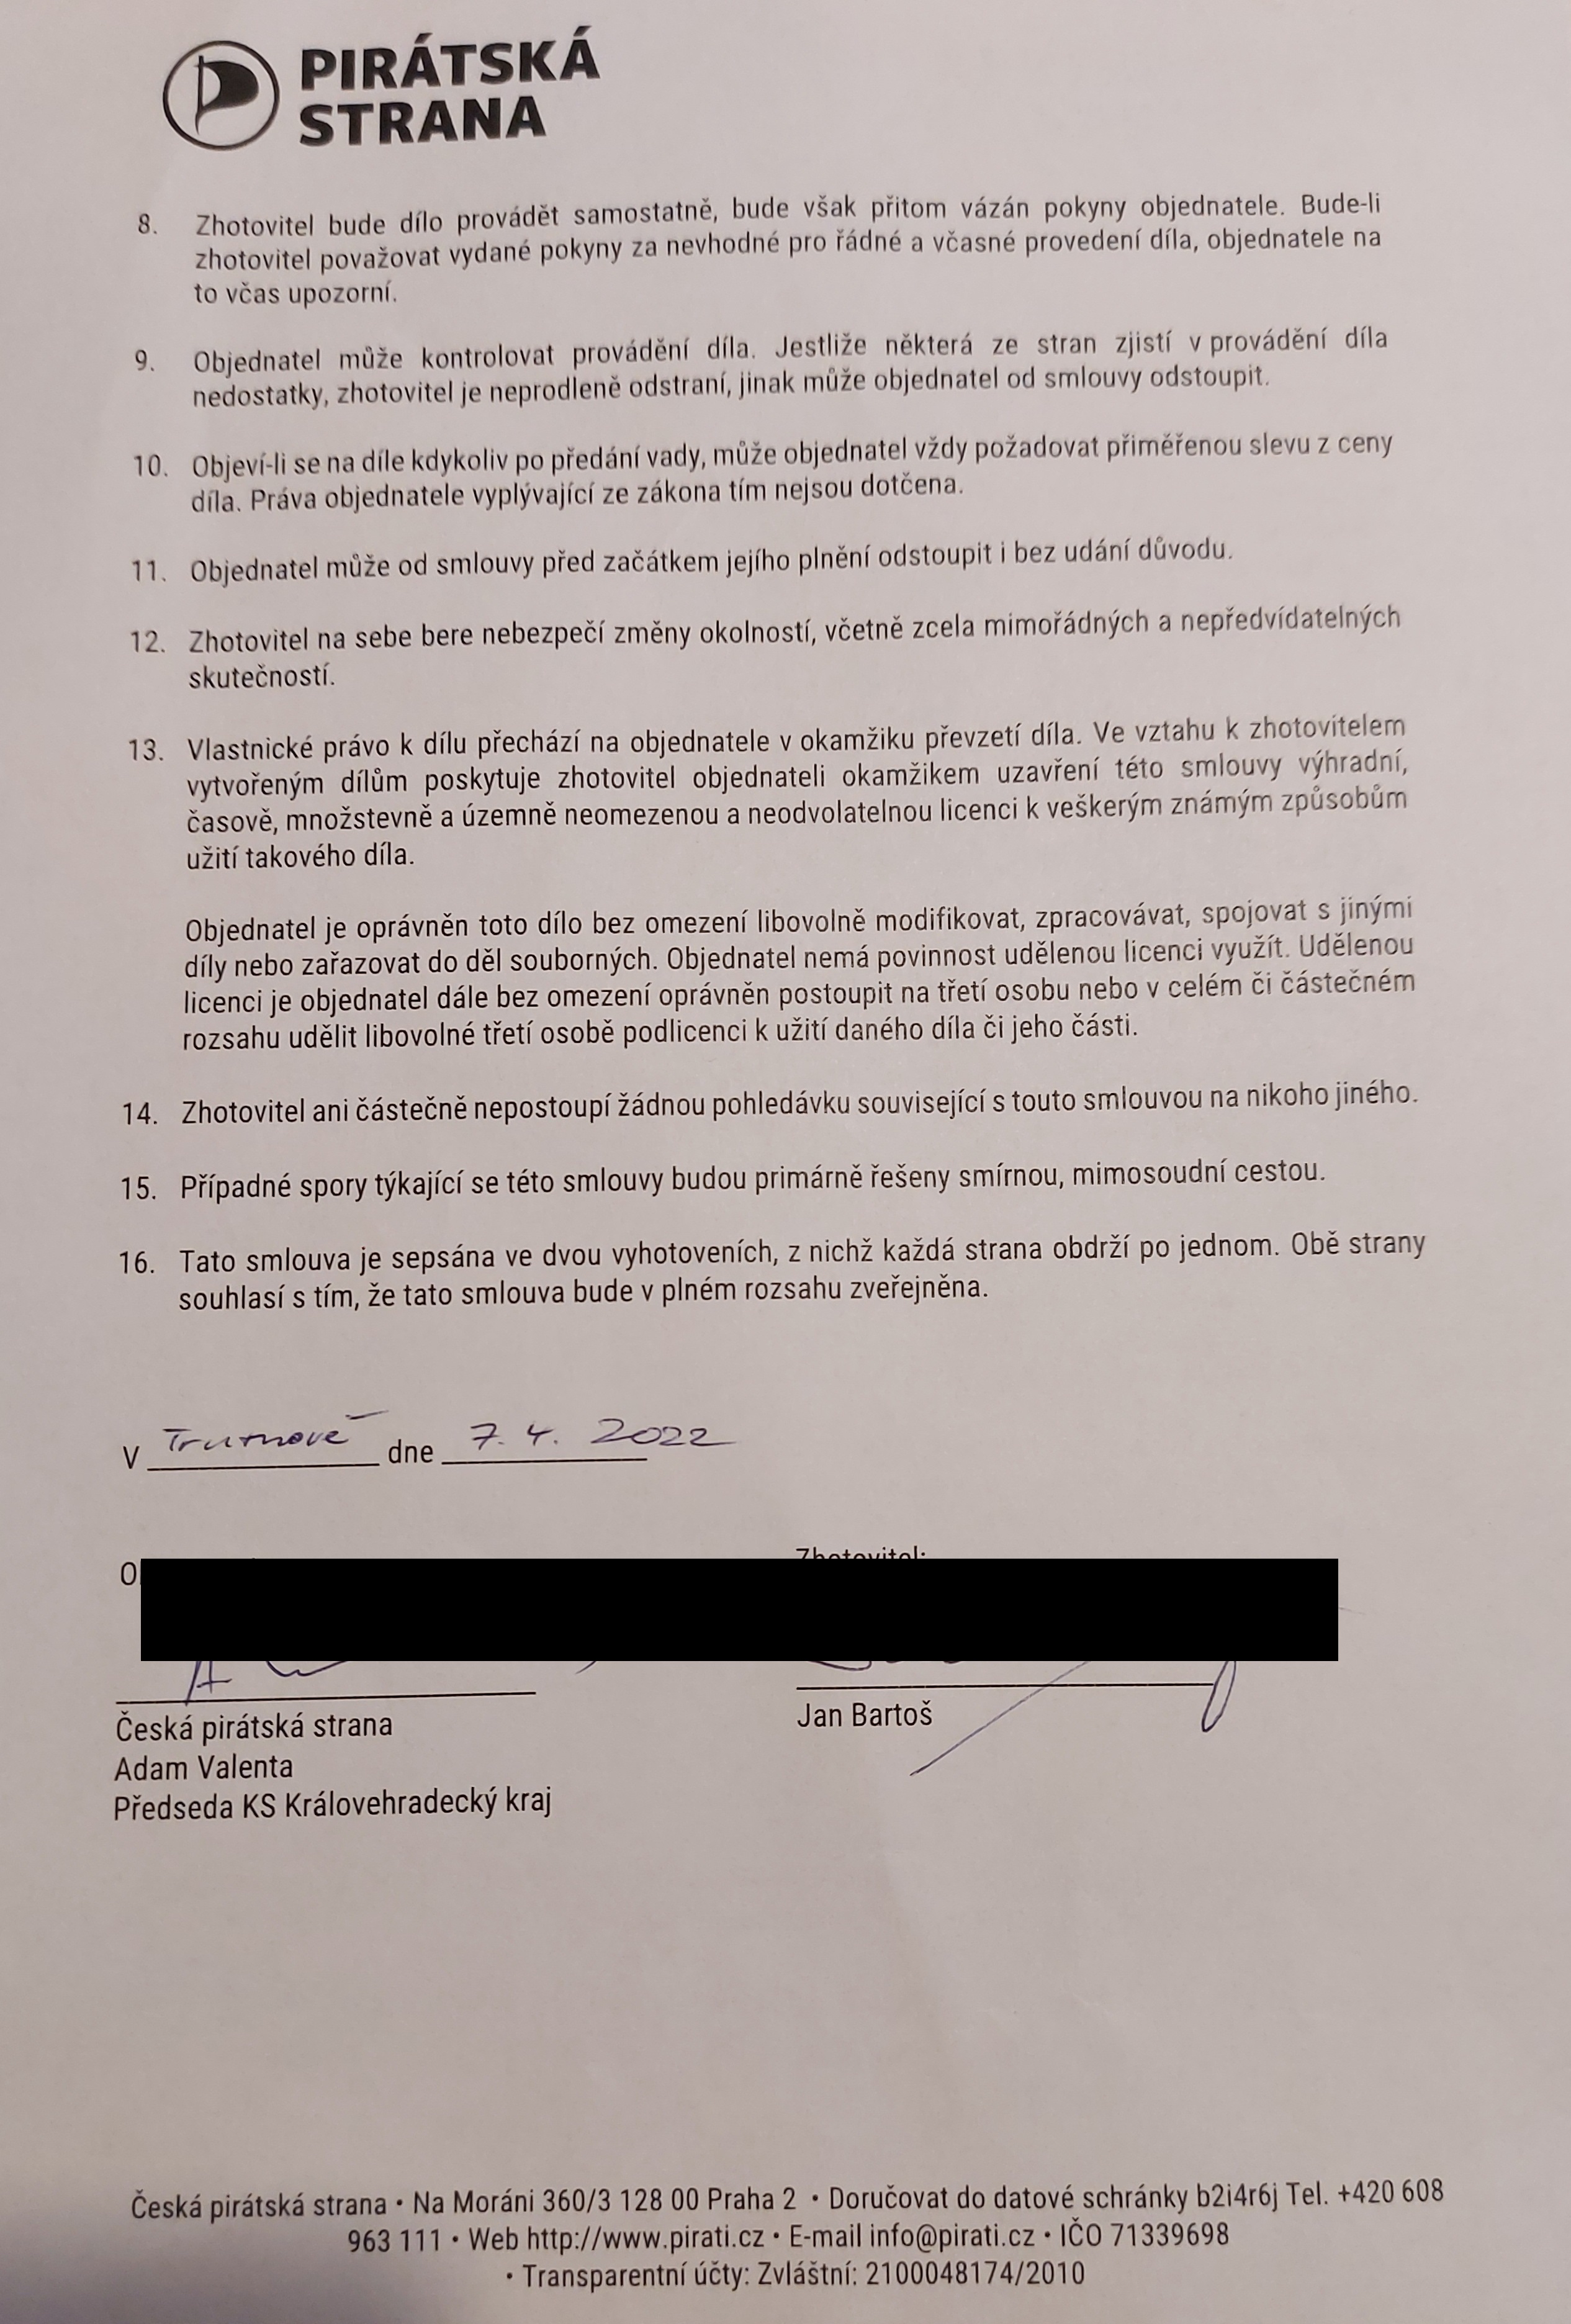 PIRÁTSKÁ
STRANA
8. Zhotovitel bude dílo provádět samostatně, bude však přitom vázán pokyny objednatele. Bude-li
zhotovitel považovat vydané pokyny za nevhodné pro řádné a včasné provedení díla, objednatele na
to včas upozorní.
9. Objednatel může kontrolovat provádění díla. Jestliže některá ze stran zjistí v provádění díla
nedostatky, zhotovitel je neprodleně odstraní, jinak může objednatel od smlouvy odstoupit.
10. Objeví-li se na díle kdykoliv po předání vady, může objednatel vždy požadovat přiměřenou slevu z ceny
díla. Práva objednatele vyplývající ze zákona tím nejsou dotčena.
11. Objednatel může od smlouvy před začátkem jejího plnění odstoupit i bez udání důvodu.
12. Zhotovitel na sebe bere nebezpečí změny okolností, včetně zcela mimořádných a nepředvídatelných
skutečností.
13. Vlastnické právo k dílu přechází na objednatele v okamžiku převzetí díla. Ve vztahu k zhotovitelem
vytvořeným dílům poskytuje zhotovitel objednateli okamžikem uzavření této smlouvy výhradní,
časově, množstevně a územně neomezenou a neodvolatelnou licenci k veškerým známým způsobům
užití takového díla.
Objednatel je oprávněn toto dílo bez omezení libovolně modifikovat, zpracovávat, spojovat s jinými
díly nebo zařazovat do děl souborných. Objednatel nemá povinnost udělenou licenci využít. Udělenou
licenci je objednatel dále bez omezení oprávněn postoupit na třetí osobu nebo v celém či částečném
rozsahu udělit libovolné třetí osobě podlicenci k užití daného díla či jeho části.
14. Zhotovitel ani částečně nepostoupí žádnou pohledávku související s touto smlouvou na nikoho jiného.
15. Případné spory týkající se této smlouvy budou primárně řešeny smírnou, mimosoudní cestou.
16. Tato smlouva je sepsána ve dvou vyhotoveních, z nichž každá strana obdrží po jednom. Obě strany
souhlasí s tím, že tato smlouva bude v plném rozsahu zveřejněna.
V Trutnově dne 7. 4. 2022
Zhotovitel:
Česká pirátská strana
Jan Bartoš
Adam Valenta
Předseda KS Královehradecký kraj
Česká pirátská strana • Na Moráni 360/3 128 00 Praha 2 • Doručovat do datové schránky b2i4r6j Tel. +420 608
963 111 • Web http://www.pirati.cz • E-mail info@pirati.cz • IČO 71339698
• Transparentní účty: Zvláštní: 2100048174/2010